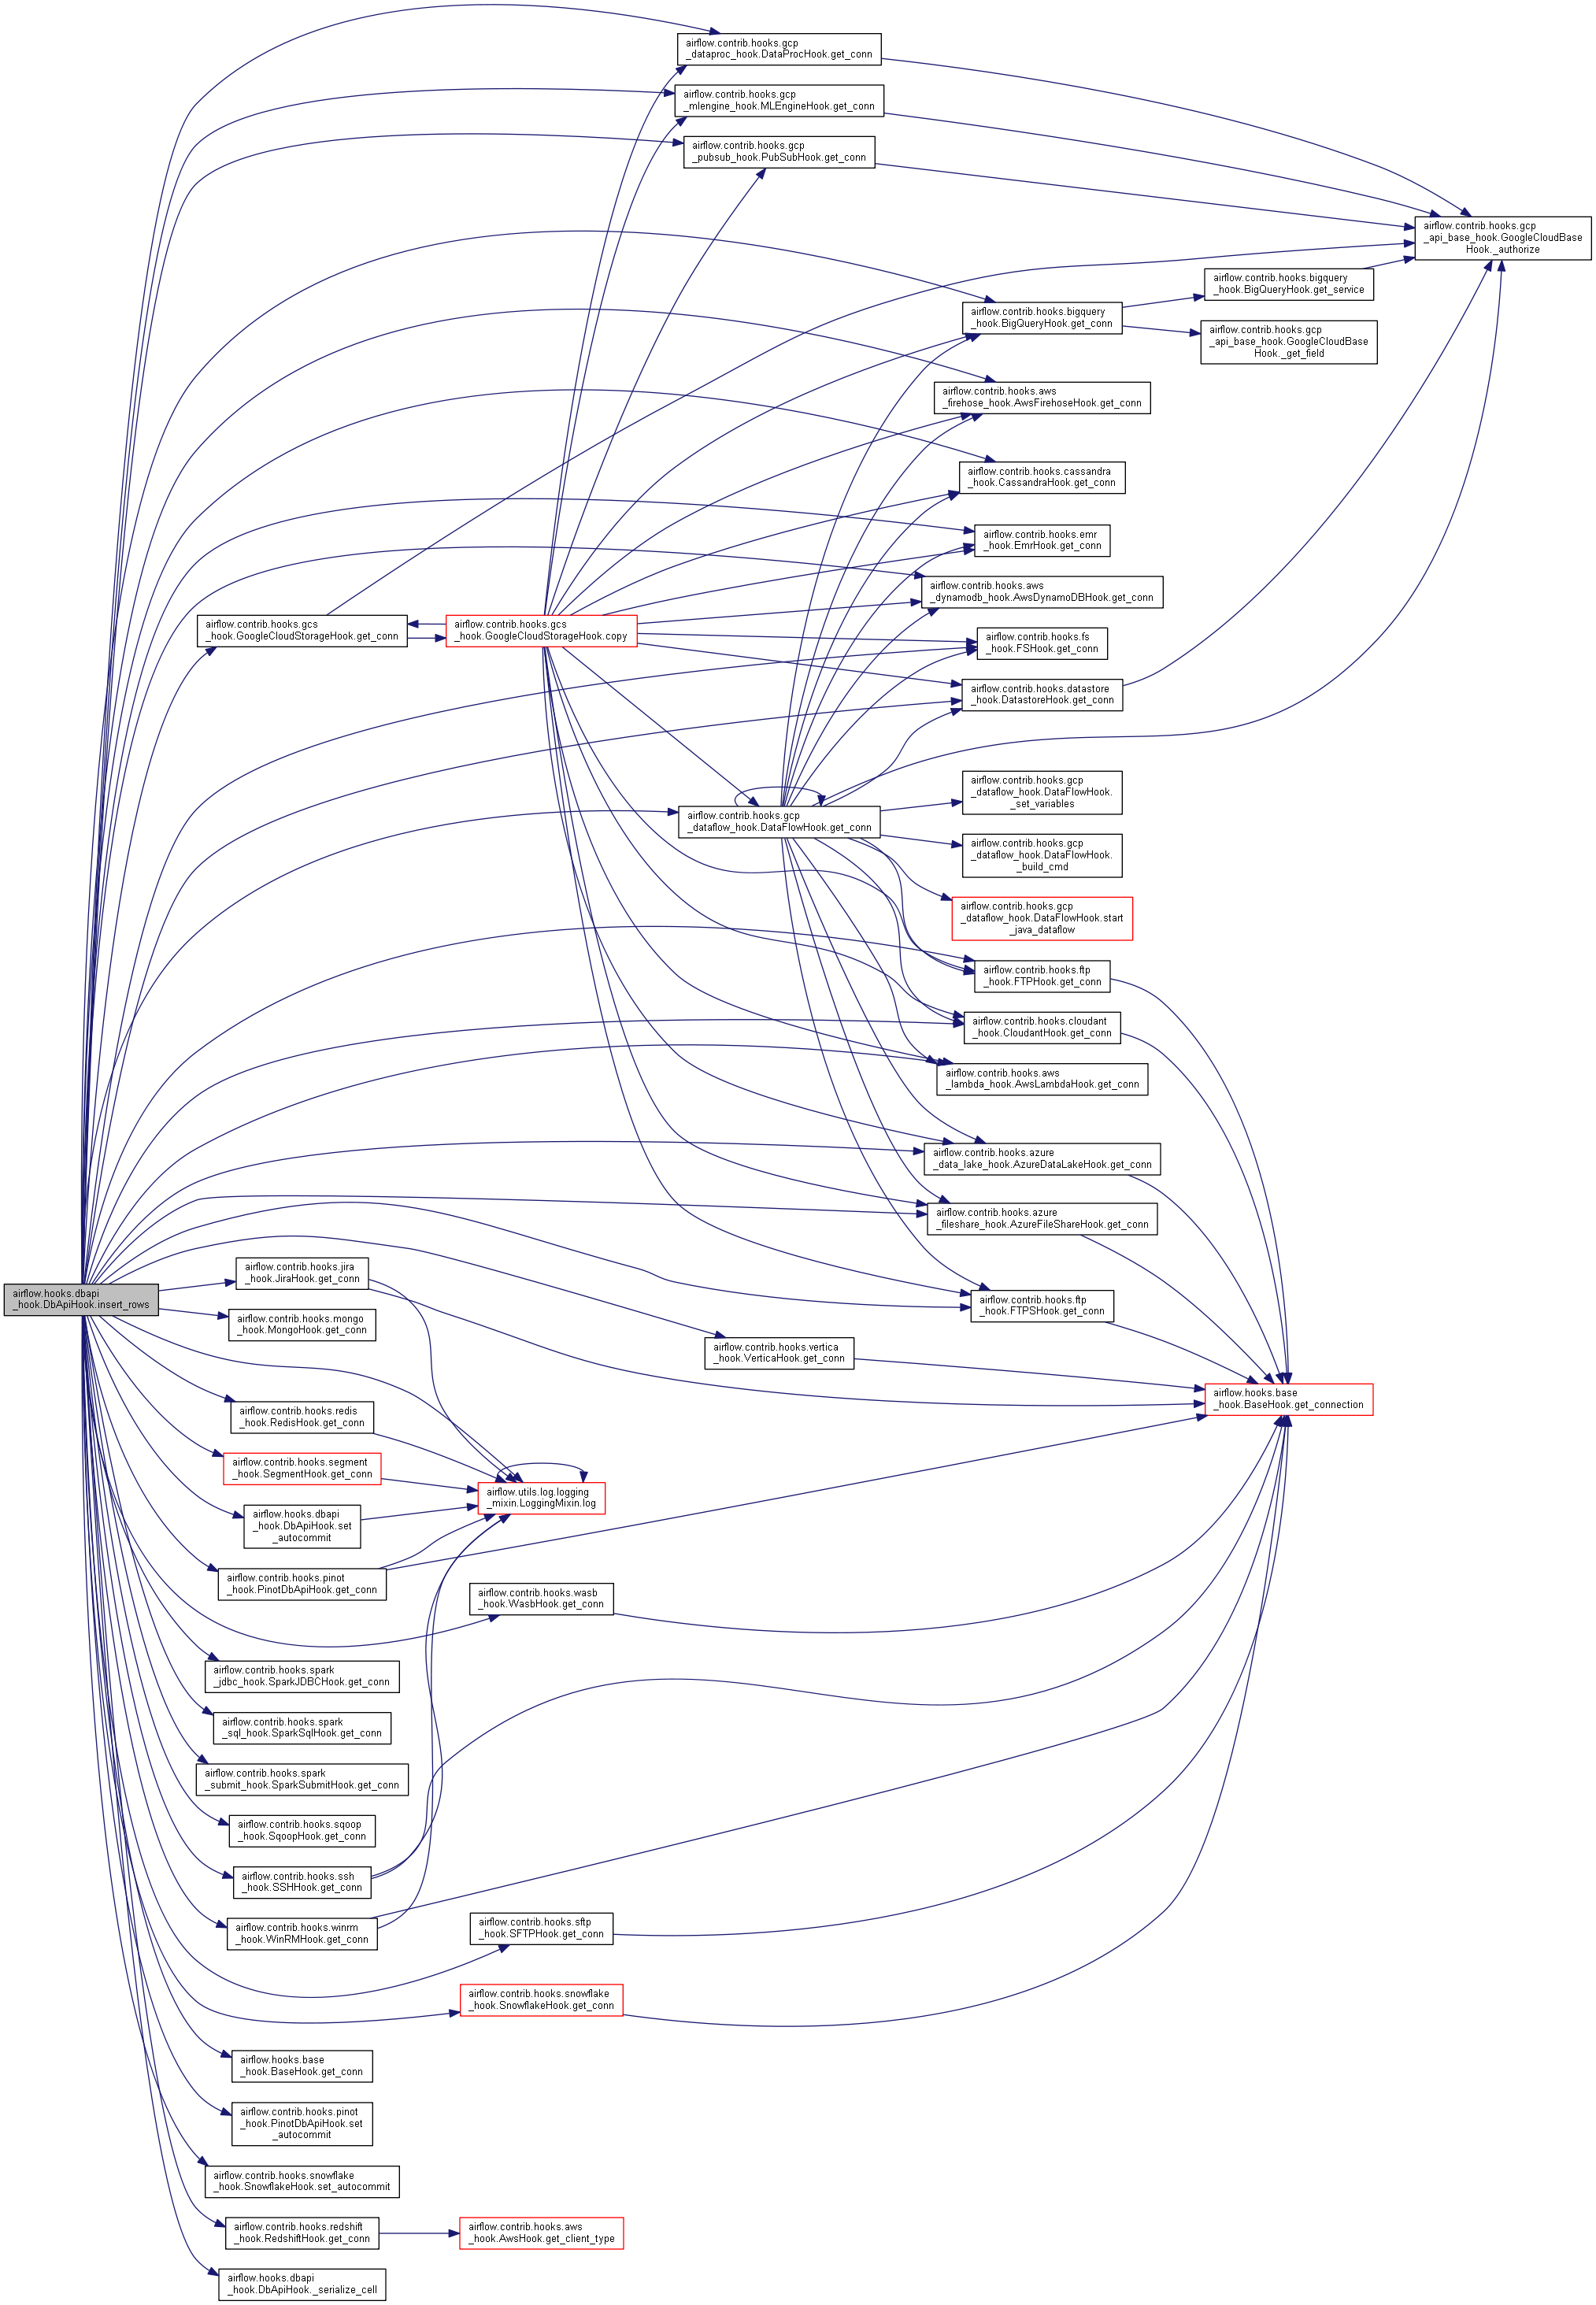 airflow.contrib.hooks.gcp
_dataproc_hook.DataProcHook.get_conn
airflow.contrib.hooks.gcp
_mlengine_hook.MLEngineHook.get_conn
airflow.contrib.hooks.gcp
_pubsub_hook.PubSubHook.get_conn
airflow.contrib.hooks.gcp
_api_base_hook.GoogleCloudBase
Hook._authorize
airflow.contrib.hooks.bigquery
_hook.BigQueryHook.get_service
airflow.contrib.hooks.bigquery
_hook.BigQueryHook.get_conn
airflow.contrib.hooks.gcp
_api_base_hook.GoogleCloudBase
Hook._get_field
airflow.contrib.hooks.aws
_firehose_hook.AwsFirehoseHook.get_conn
airflow.contrib.hooks.cassandra
_hook.CassandraHook.get_conn
airflow.contrib.hooks.emr
_hook.EmrHook.get_conn
airflow.contrib.hooks.aws
_dynamodb_hook.AwsDynamoDBHook.get_conn
airflow.contrib.hooks.gcs
_hook.GoogleCloudStorageHook.get_conn
airflow.contrib.hooks.gcs
_hook.GoogleCloudStorageHook.copy
airflow.contrib.hooks.fs
_hook.FSHook.get_conn
airflow.contrib.hooks.datastore
_hook.DatastoreHook.get_conn
airflow.contrib.hooks.gcp
_dataflow_hook.DataFlowHook.
_set_variables
airflow.contrib.hooks.gcp
_dataflow_hook.DataFlowHook.get_conn
airflow.contrib.hooks.gcp
_dataflow_hook.DataFlowHook.
_build_cmd
airflow.contrib.hooks.gcp
_dataflow_hook.DataFlowHook.start
_java_dataflow
airflow.contrib.hooks.ftp
_hook.FTPHook.get_conn
airflow.contrib.hooks.cloudant
_hook.CloudantHook.get_conn
airflow.contrib.hooks.aws
_lambda_hook.AwsLambdaHook.get_conn
airflow.contrib.hooks.azure
_data_lake_hook.AzureDataLakeHook.get_conn
airflow.contrib.hooks.azure
_fileshare_hook.AzureFileShareHook.get_conn
airflow.contrib.hooks.jira
_hook.JiraHook.get_conn
airflow.hooks.dbapi
_hook.DbApiHook.insert_rows
airflow.contrib.hooks.ftp
_hook.FTPSHook.get_conn
airflow.contrib.hooks.mongo
_hook.MongoHook.get_conn
airflow.contrib.hooks.vertica
_hook.VerticaHook.get_conn
airflow.hooks.base
_hook.BaseHook.get_connection
airflow.contrib.hooks.redis
_hook.RedisHook.get_conn
airflow.contrib.hooks.segment
_hook.SegmentHook.get_conn
airflow.utils.log.logging
_mixin.LoggingMixin.log
airflow.hooks.dbapi
_hook.DbApiHook.set
_autocommit
airflow.contrib.hooks.pinot
_hook.PinotDbApiHook.get_conn
airflow.contrib.hooks.wasb
_hook.WasbHook.get_conn
airflow.contrib.hooks.spark
_jdbc_hook.SparkJDBCHook.get_conn
airflow.contrib.hooks.spark
_sql_hook.SparkSqlHook.get_conn
airflow.contrib.hooks.spark
_submit_hook.SparkSubmitHook.get_conn
airflow.contrib.hooks.sqoop
_hook.SqoopHook.get_conn
airflow.contrib.hooks.ssh
_hook.SSHHook.get_conn
airflow.contrib.hooks.winrm
_hook.WinRMHook.get_conn
airflow.contrib.hooks.sftp
_hook.SFTPHook.get_conn
airflow.contrib.hooks.snowflake
_hook.SnowflakeHook.get_conn
airflow.hooks.base
_hook.BaseHook.get_conn
airflow.contrib.hooks.pinot
_hook.PinotDbApiHook.set
_autocommit
airflow.contrib.hooks.snowflake
_hook.SnowflakeHook.set_autocommit
airflow.contrib.hooks.redshift
_hook.RedshiftHook.get_conn
airflow.contrib.hooks.aws
_hook.AwsHook.get_client_type
airflow.hooks.dbapi
_hook.DbApiHook._serialize_cell